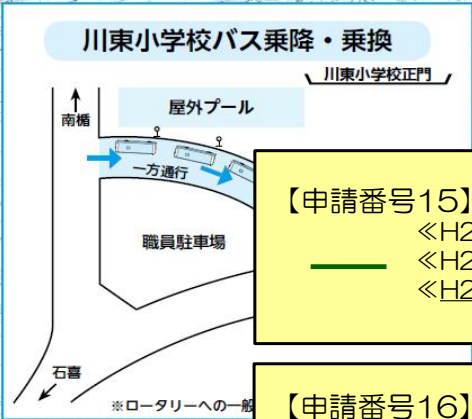 川東小学校バス乗降・乗換
川東小学校正門
南楯
屋外プール
一方通行
職員駐車場
石喜
※ロータリーへの一般
【申請番号15】
≪H2
≪H2
≪H2
【申請番号16】